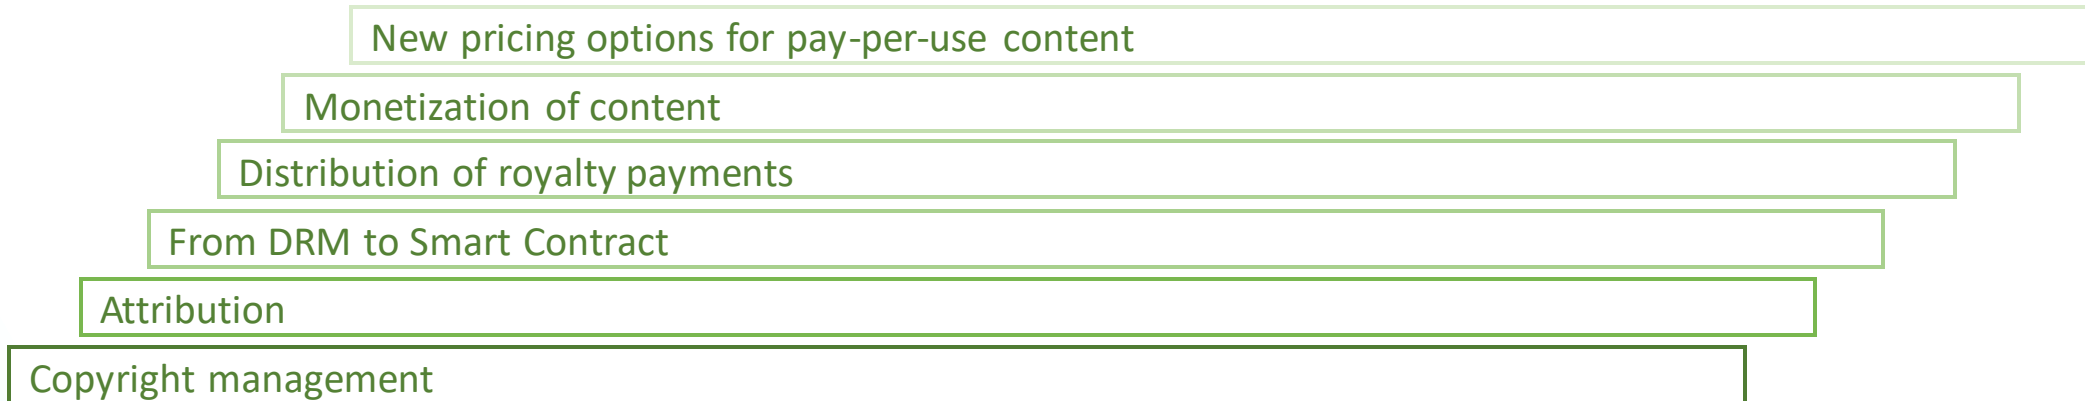 New pricing options for pay-per-use content
Monetization of content
Distribution of royalty payments
From DRM to Smart Contract
Attribution
Copyright management